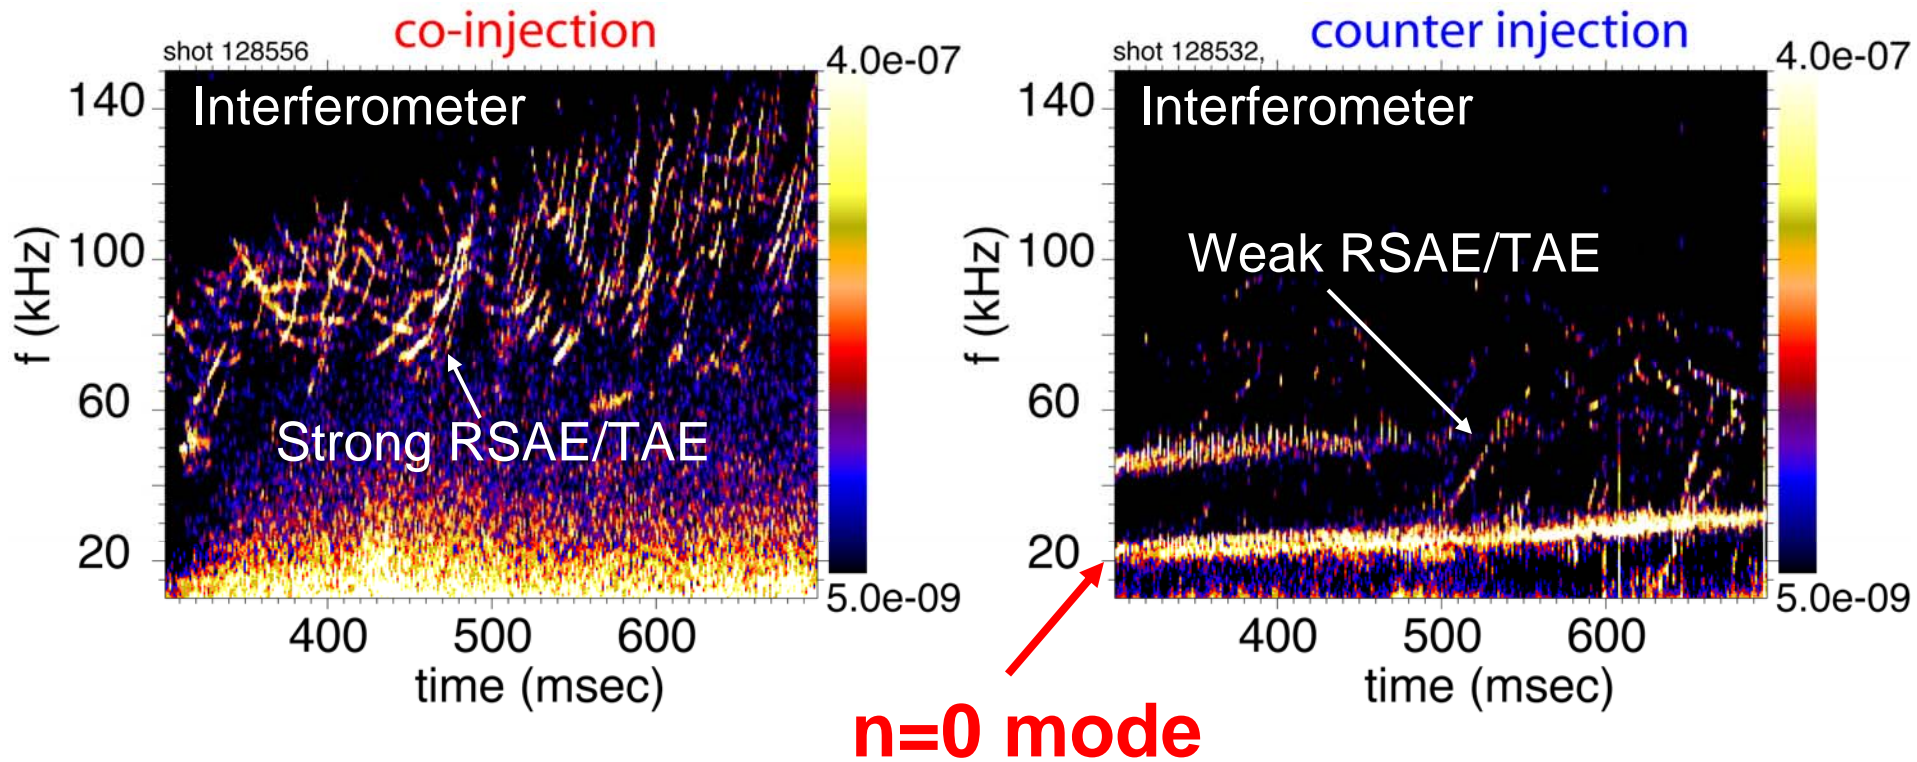 co-injection
shot 128556
4.0e-07
Interferometer
140
100
60
20
f (kHz)
Strong RSAE/TAE
5.0e-09
400 500 600
time (msec)
counter injection
shot 128532,
4.0e-07
Interferometer
140
100
60
20
f (kHz)
Weak RSAE/TAE
5.0e-09
400 500 600
time (msec)
n=0 mode